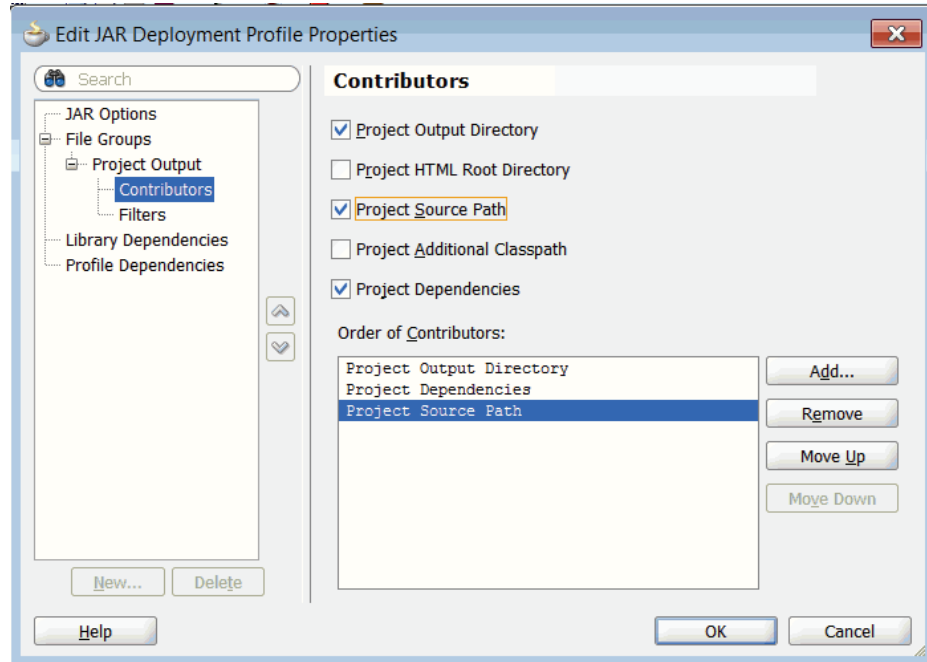 Edit JAR Deployment Profile Properties
Search
JAR Options
File Groups
Project Output
Contributors
Filters
Library Dependencies
Profile Dependencies
New...
Delete
Contributors
Project Output Directory
Project HTML Root Directory
Project Source Path
Project Additional Classpath
Project Dependencies
Order of Contributors:
Project Output Directory
Project Dependencies
Project Source Path
Add...
Remove
Move Up
Move Down
Help
OK
Cancel